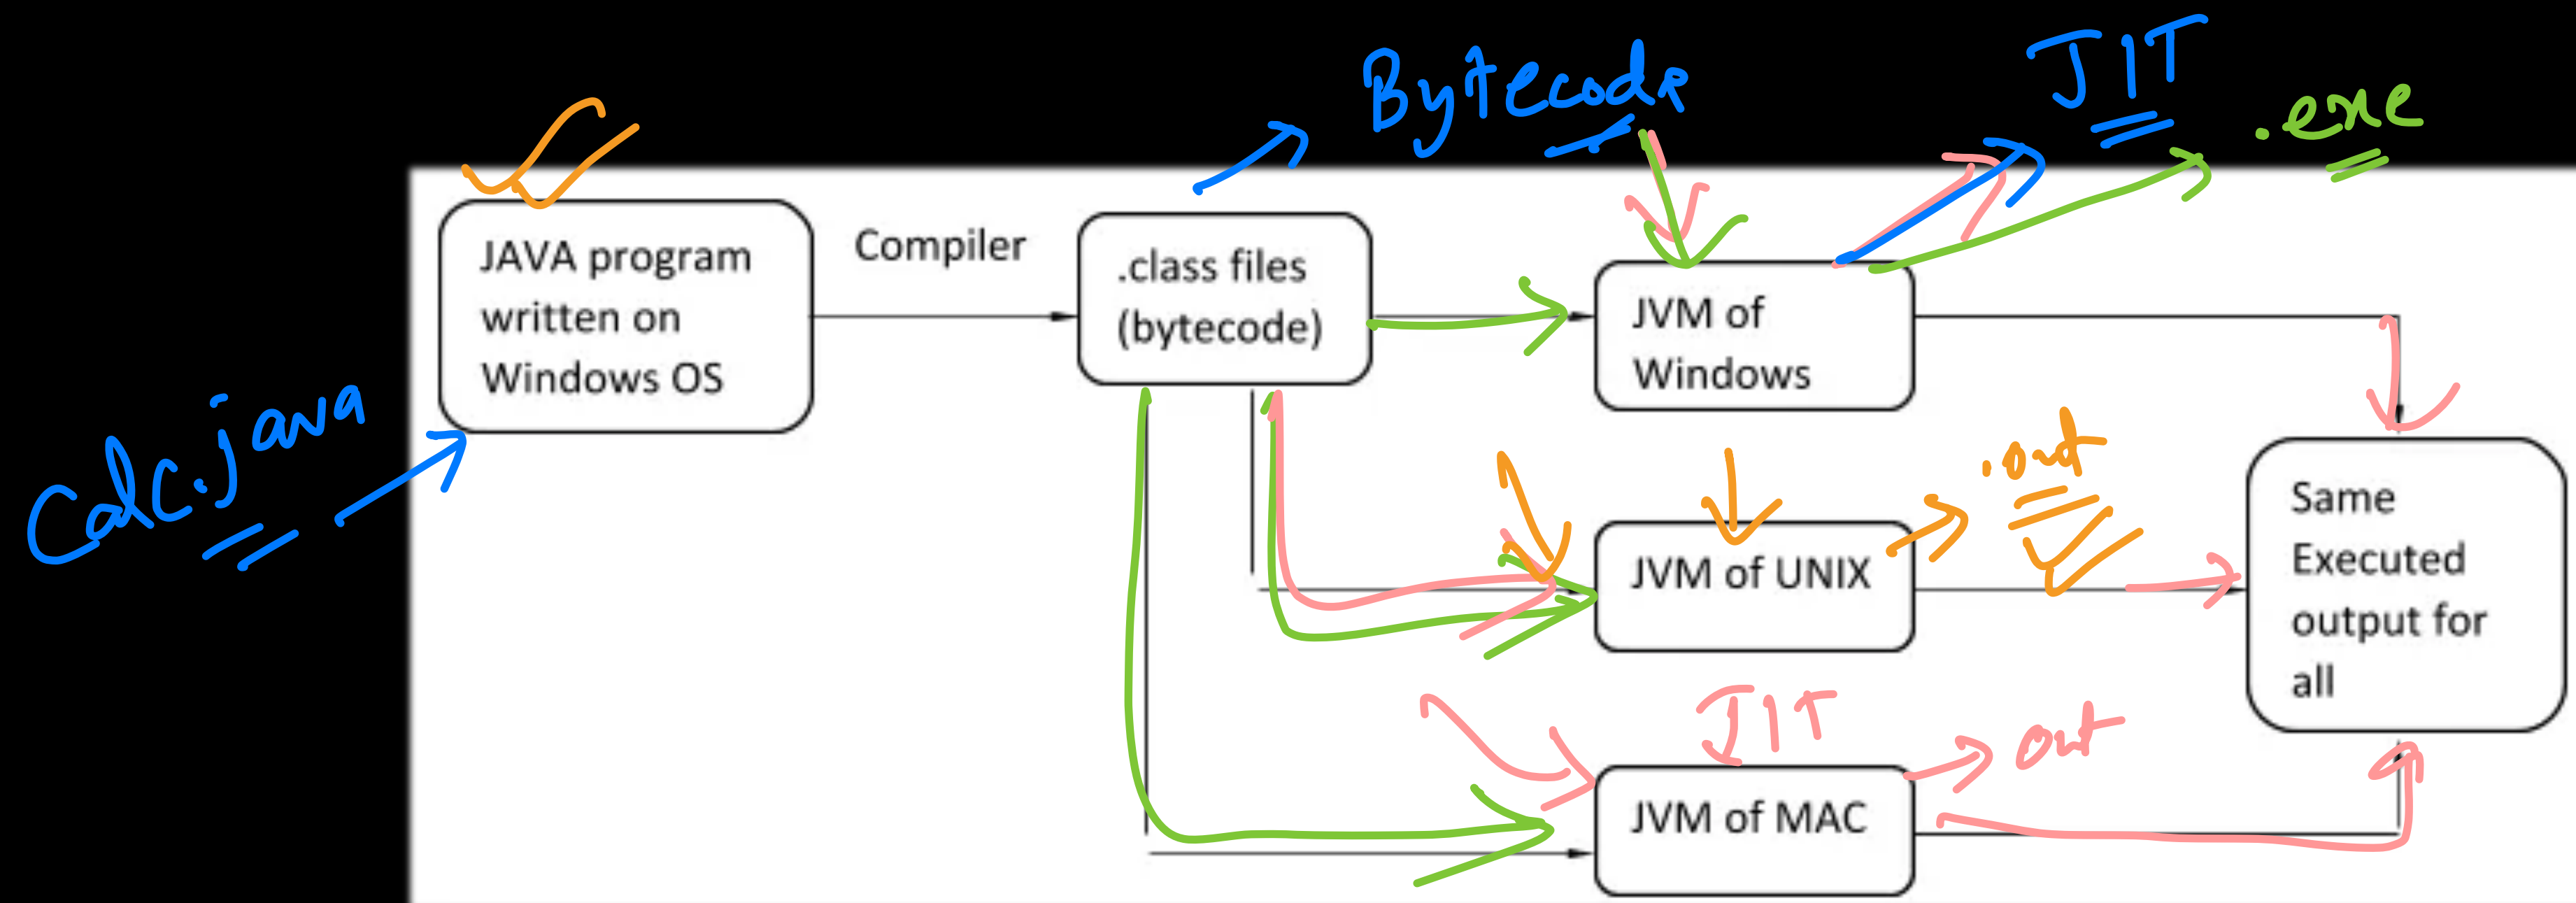 Bytecode
JIT
.exe
JAVA program
written on
Windows OS
Compiler
.class files
(bytecode)
JVM of
Windows
Calc.java
.out
JVM of UNIX
Same
Executed
output for
all
JIT
out
JVM of MAC